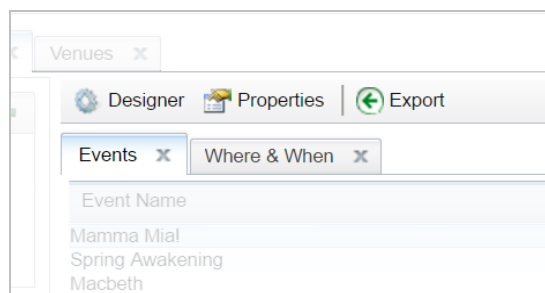 Venues
Designer Properties Export
Events Where & When
Event Name
Mamma Mia!
Spring Awakening
Macbeth